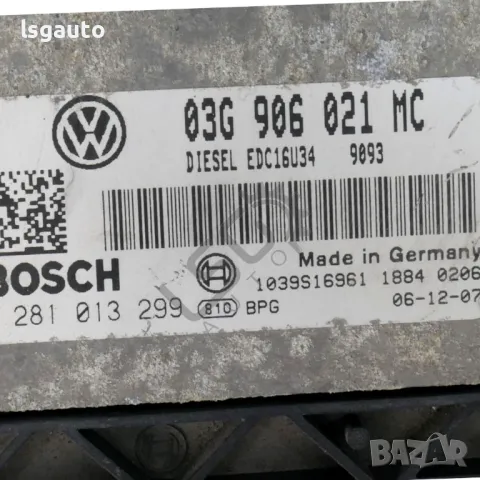 lsgauto
03G 906 021 MC
DIESEL EDC16U34 9093
BOSCH
Made in Germany
1039S16961 1884 0206
281 013 299 810 BPG
06-12-07
BAZAR